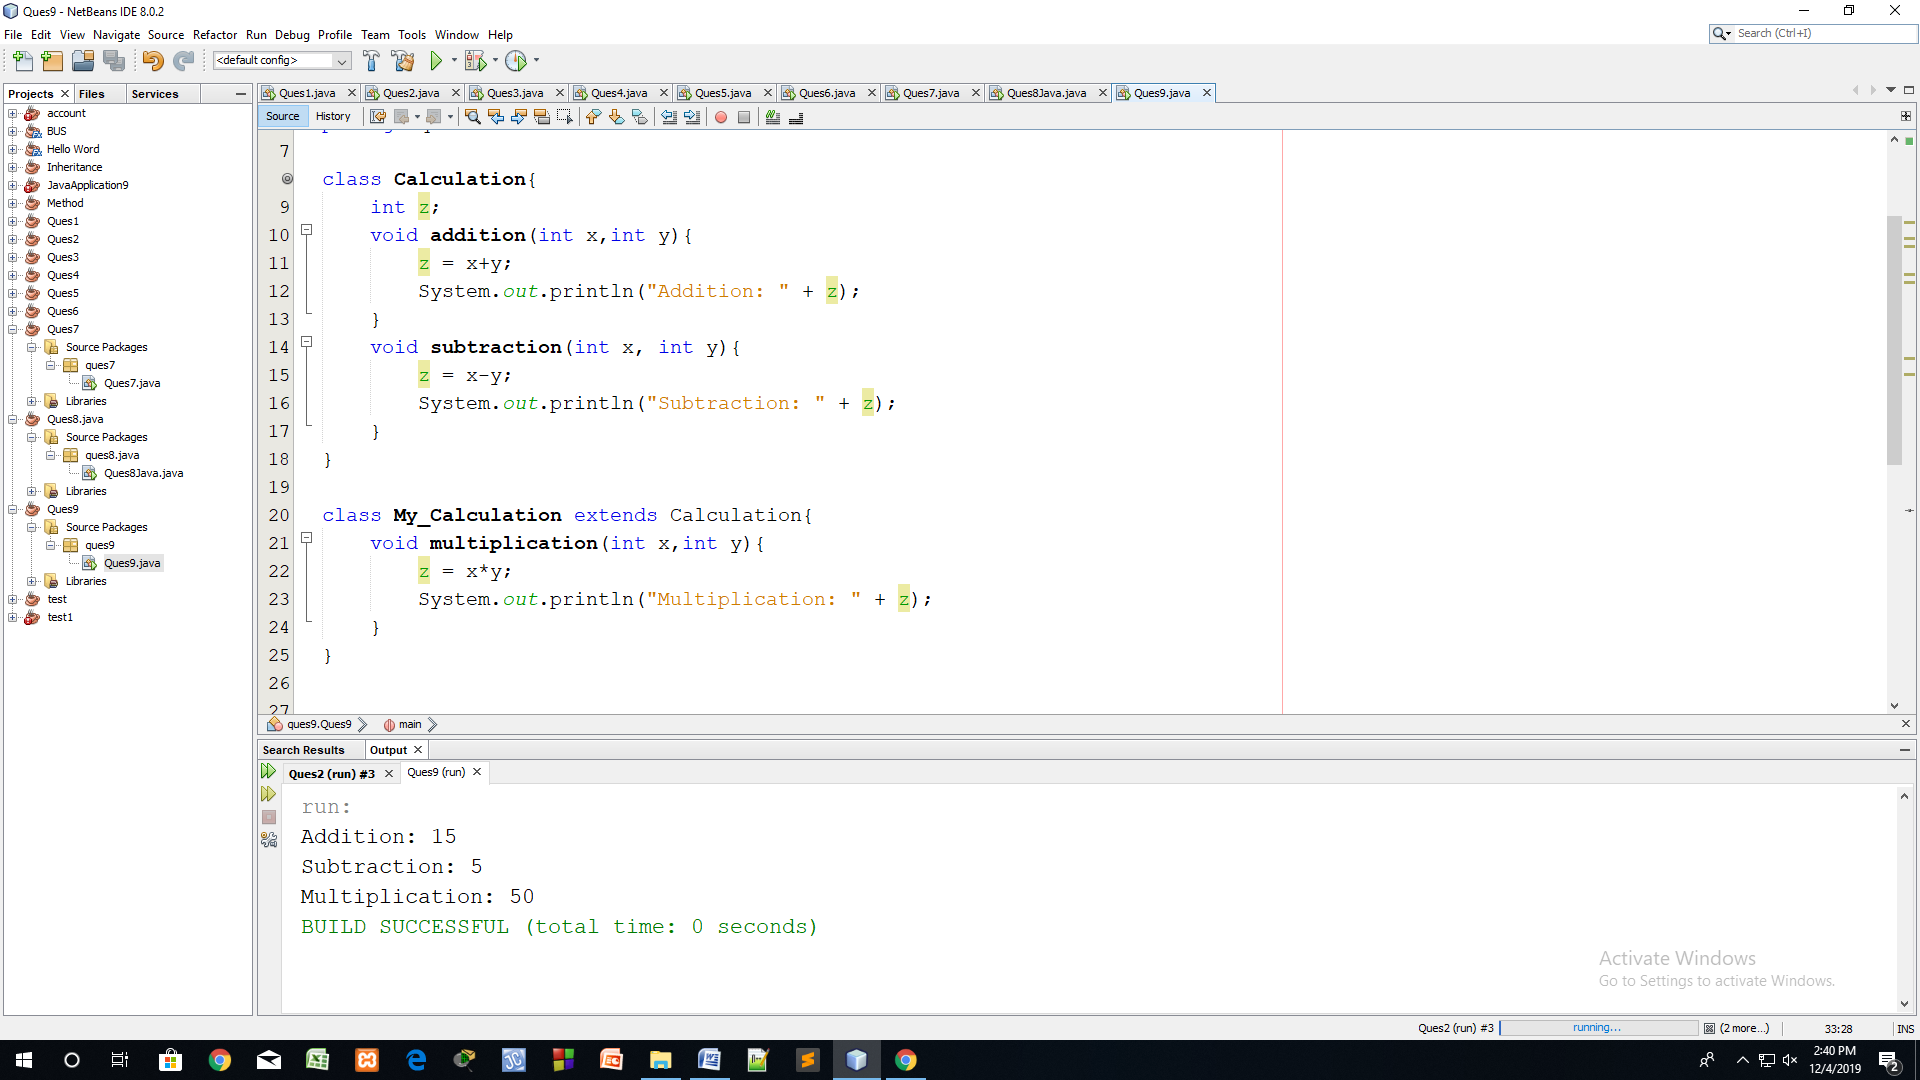 Ques9 - NetBeans IDE 8.0.2
File Edit View Navigate Source Refactor Run Debug Profile Team Tools Window Help
Search (Ctrl+I)
<default config>
Projects Files Services
account
BUS
Hello Word
Inheritance
JavaApplication9
Method
Ques1
Ques2
Ques3
Ques4
Ques5
Ques6
Ques7
Source Packages
ques7
Ques7.java
Libraries
Ques8.java
Source Packages
ques8.java
Ques8Java.java
Libraries
Ques9
Source Packages
ques9
Ques9.java
Libraries
test
test1
Ques1.java Ques2.java Ques3.java Ques4.java Ques5.java Ques6.java Ques7.java Ques8Java.java Ques9.java
Source History
7
class Calculation{
9 int z;
10 void addition(int x,int y){
11 z = x+y;
12 System.out.println("Addition: " + z);
13 }
14 void subtraction(int x, int y){
15 z = x-y;
16 System.out.println("Subtraction: " + z);
17 }
18 }
19
20 class My_Calculation extends Calculation{
21 void multiplication(int x,int y){
22 z = x*y;
23 System.out.println("Multiplication: " + z);
24 }
25 }
26
27
ques9.Ques9 main
Search Results Output
Ques2 (run) #3 Ques9 (run)
run:
Addition: 15
Subtraction: 5
Multiplication: 50
BUILD SUCCESSFUL (total time: 0 seconds)
Activate Windows
Go to Settings to activate Windows.
Ques2 (run) #3 running... (2 more...) 33:28 INS
2:40 PM
12/4/2019
2